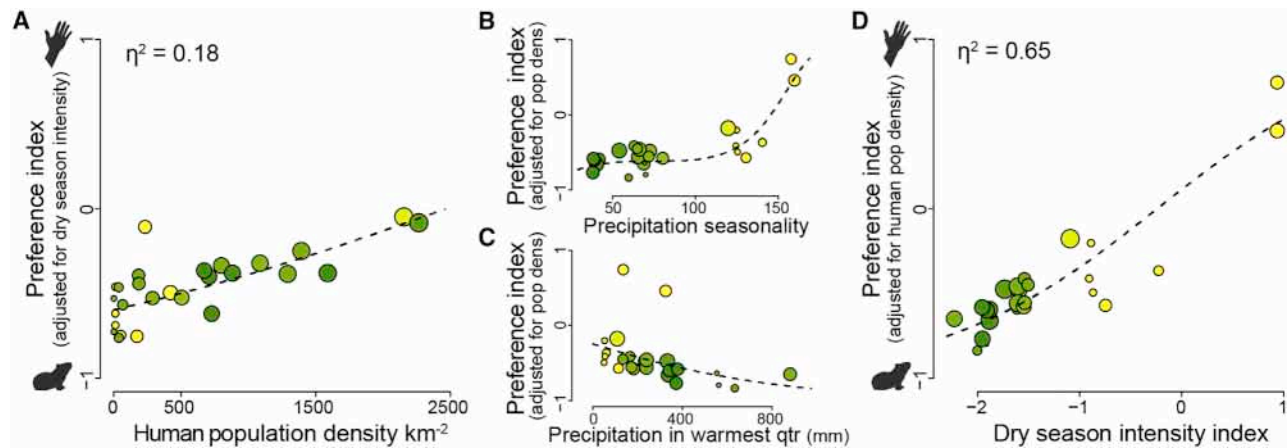 A
η² = 0.18
Preference index
(adjusted for dry season intensity)
1
0
−1
0
500
1500
2500
Human population density km⁻²
B
Preference index
(adjusted for pop dens)
1
0
−1
50
100
150
Precipitation seasonality
C
Preference index
(adjusted for pop dens)
1
0
−1
0
400
800
Precipitation in warmest qtr (mm)
D
η² = 0.65
Preference index
(adjusted for human pop density)
1
0
−1
−2
−1
0
1
Dry season intensity index